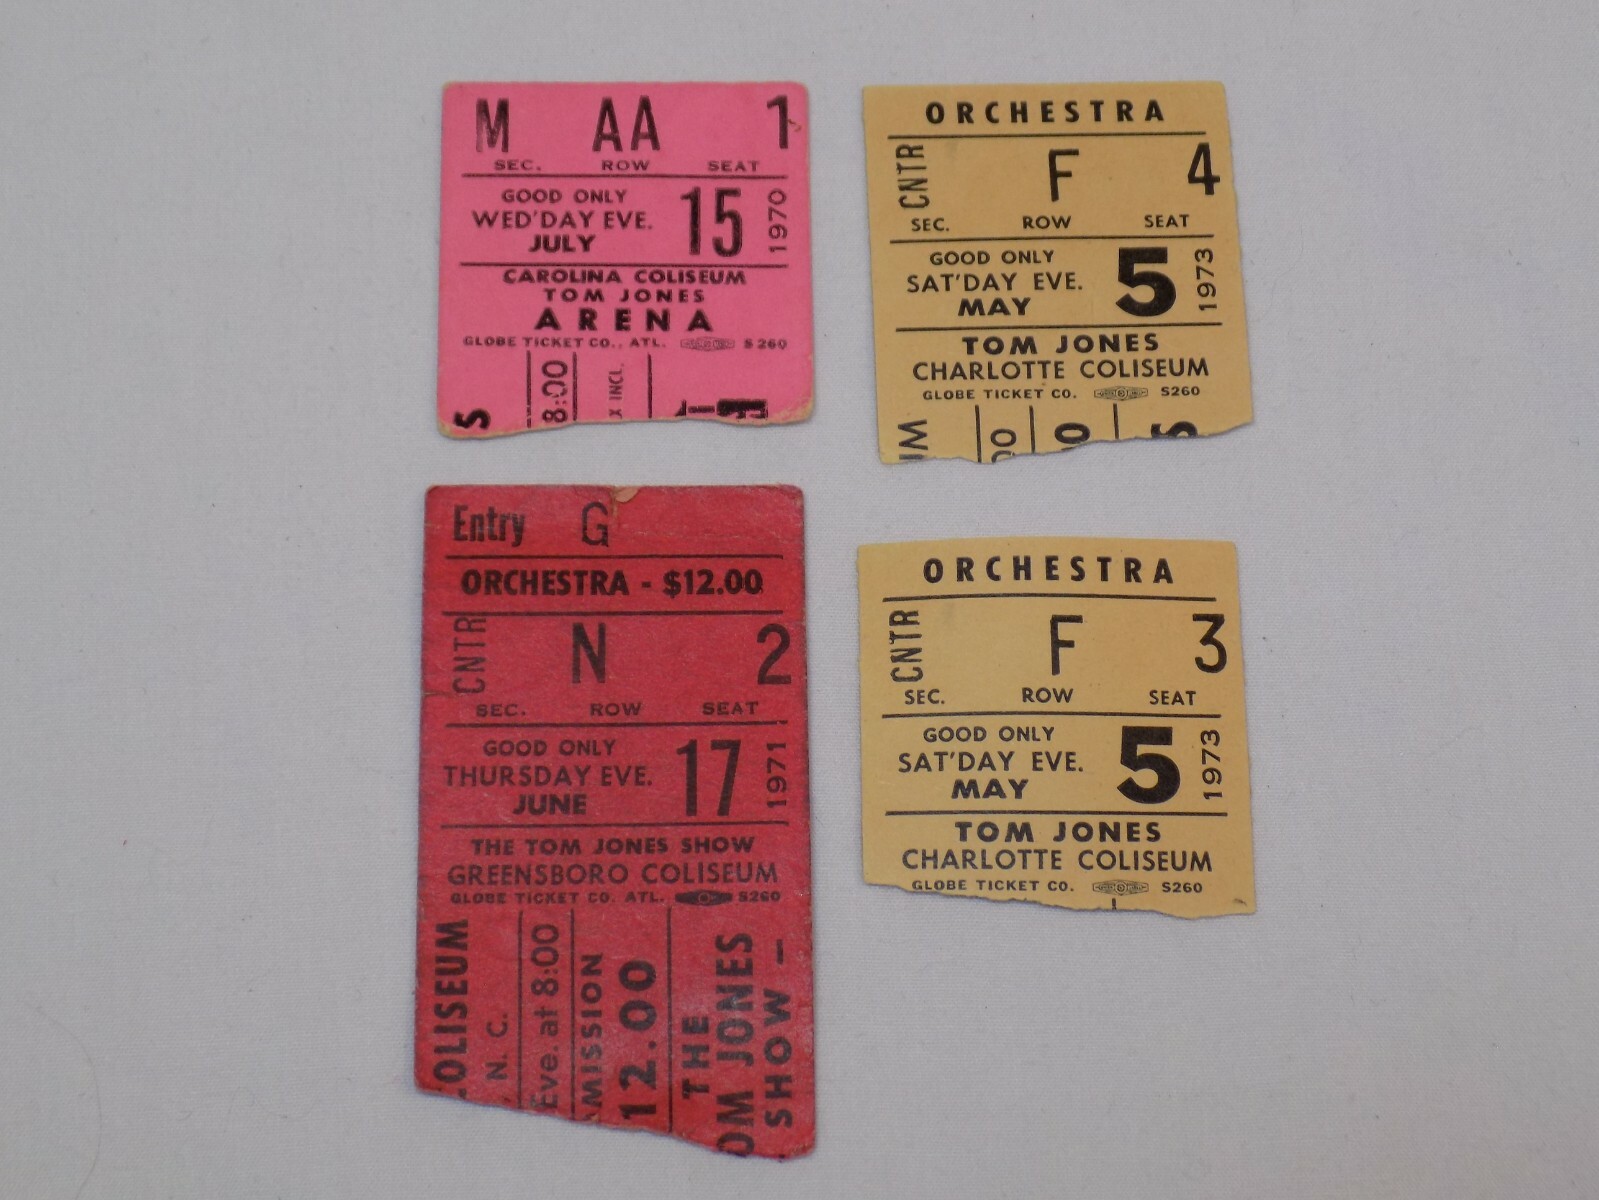 M AA 1
SEC. ROW SEAT
GOOD ONLY
WED'DAY EVE.
JULY
15
1970
CAROLINA COLISEUM
TOM JONES
ARENA
GLOBE TICKET CO., ATL. S260
S
8:00
X INCL.
ORCHESTRA
CNTR F 4
SEC. ROW SEAT
GOOD ONLY
SAT'DAY EVE.
MAY
5
1973
TOM JONES
CHARLOTTE COLISEUM
GLOBE TICKET CO. S260
UM
00
Entry G
ORCHESTRA - $12.00
CNTR N 2
SEC. ROW SEAT
GOOD ONLY
THURSDAY EVE.
JUNE
17
1971
THE TOM JONES SHOW
GREENSBORO COLISEUM
GLOBE TICKET CO. ATL. S260
OLISEUM
N. C.
Eve. at 8:00
MISSION
12.00
THE
OM JONES
SHOW -
ORCHESTRA
CNTR F 3
SEC. ROW SEAT
GOOD ONLY
SAT'DAY EVE.
MAY
5
1973
TOM JONES
CHARLOTTE COLISEUM
GLOBE TICKET CO. S260